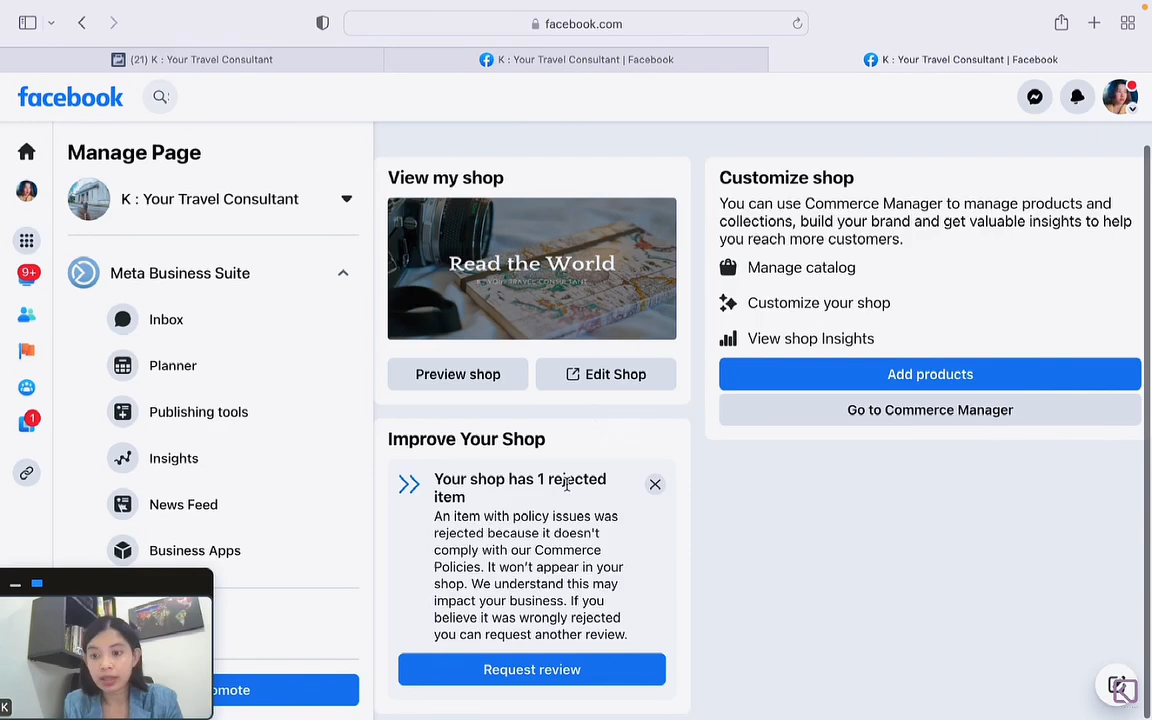 facebook.com
(21) K : Your Travel Consultant
K : Your Travel Consultant | Facebook
K : Your Travel Consultant | Facebook
facebook
Manage Page
K : Your Travel Consultant
Meta Business Suite
Inbox
Planner
Publishing tools
Insights
News Feed
Business Apps
9+
1
omote
K
View my shop
Read the World
K : YOUR TRAVEL CONSULTANT
Preview shop
Edit Shop
Improve Your Shop
Your shop has 1 rejected
item
An item with policy issues was
rejected because it doesn't
comply with our Commerce
Policies. It won't appear in your
shop. We understand this may
impact your business. If you
believe it was wrongly rejected
you can request another review.
Request review
Customize shop
You can use Commerce Manager to manage products and
collections, build your brand and get valuable insights to help
you reach more customers.
Manage catalog
Customize your shop
View shop Insights
Add products
Go to Commerce Manager